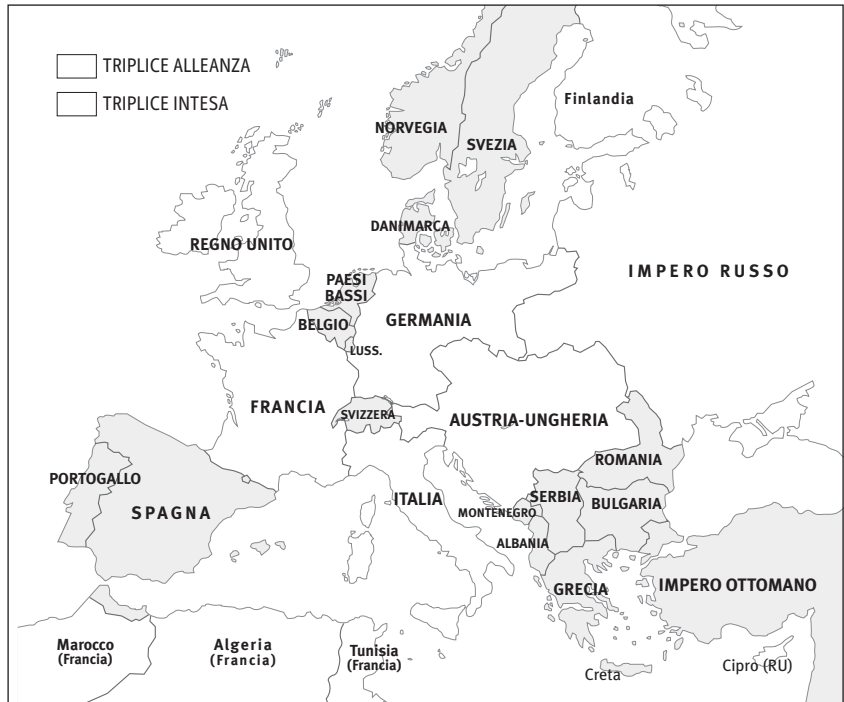 TRIPLICE ALLEANZA
TRIPLICE INTESA
Finlandia
NORVEGIA
SVEZIA
DANIMARCA
REGNO UNITO
IMPERO RUSSO
PAESI
BASSI
BELGIO
GERMANIA
LUSS.
FRANCIA
SVIZZERA
AUSTRIA-UNGHERIA
ROMANIA
PORTOGALLO
SPAGNA
ITALIA
SERBIA
BULGARIA
MONTENEGRO
ALBANIA
GRECIA
IMPERO OTTOMANO
Marocco
(Francia)
Algeria
(Francia)
Tunisia
(Francia)
Creta
Cipro (RU)